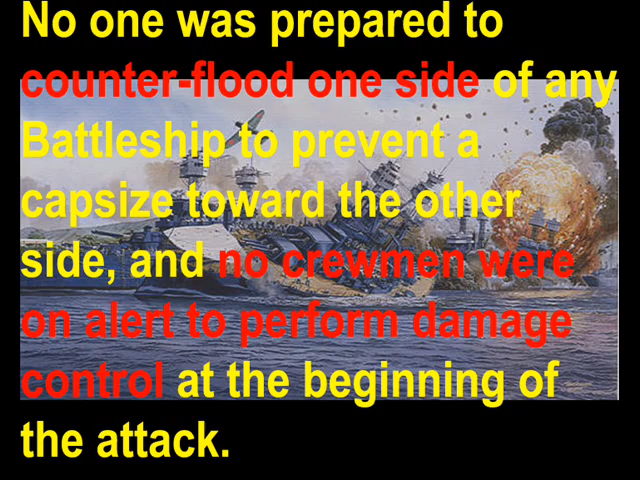 No one was prepared to
counter-flood one side of any
Battleship to prevent a
capsize toward the other
side, and no crewmen were
on alert to perform damage
control at the beginning of
the attack.